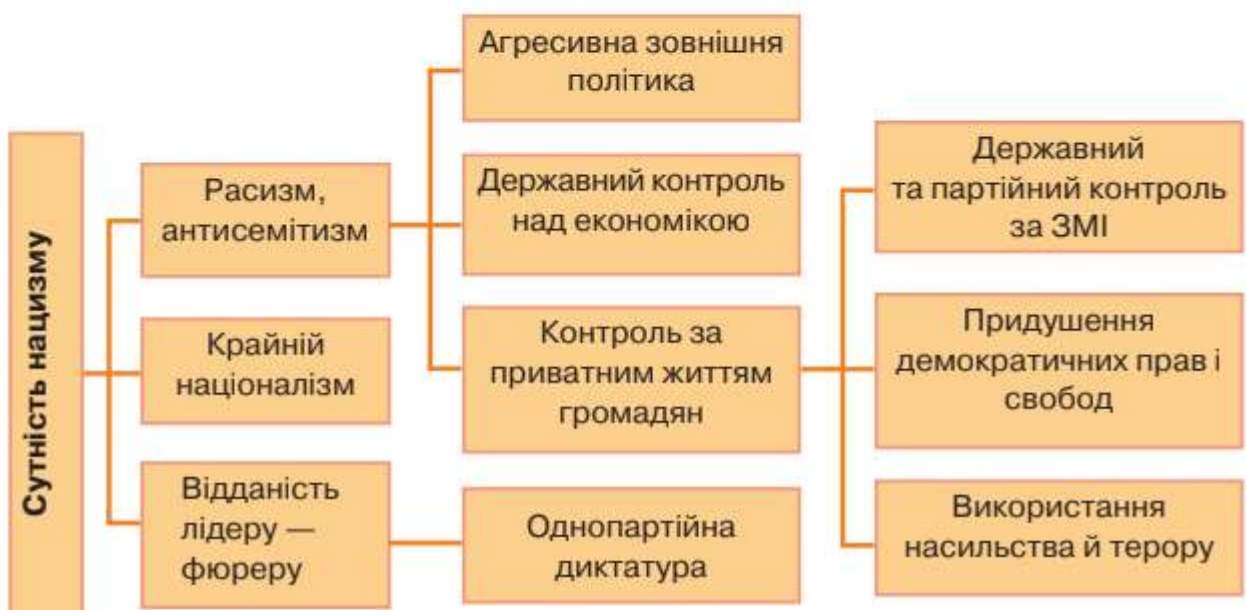 Сутність нацизму
Расизм,
антисемітизм
Крайній
націоналізм
Відданість
лідеру —
фюреру
Агресивна зовнішня
політика
Державний контроль
над економікою
Контроль за
приватним життям
громадян
Однопартійна
диктатура
Державний
та партійний контроль
за ЗМІ
Придушення
демократичних прав і
свобод
Використання
насильства й терору